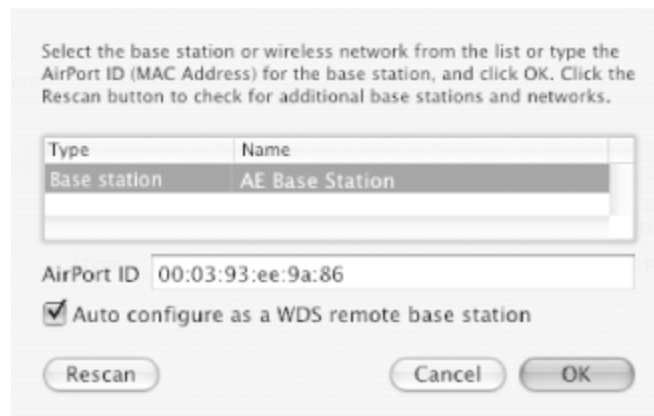 Select the base station or wireless network from the list or type the
AirPort ID (MAC Address) for the base station, and click OK. Click the
Rescan button to check for additional base stations and networks.
Type Name
Base station AE Base Station
AirPort ID 00:03:93:ee:9a:86
Auto configure as a WDS remote base station
Rescan Cancel OK